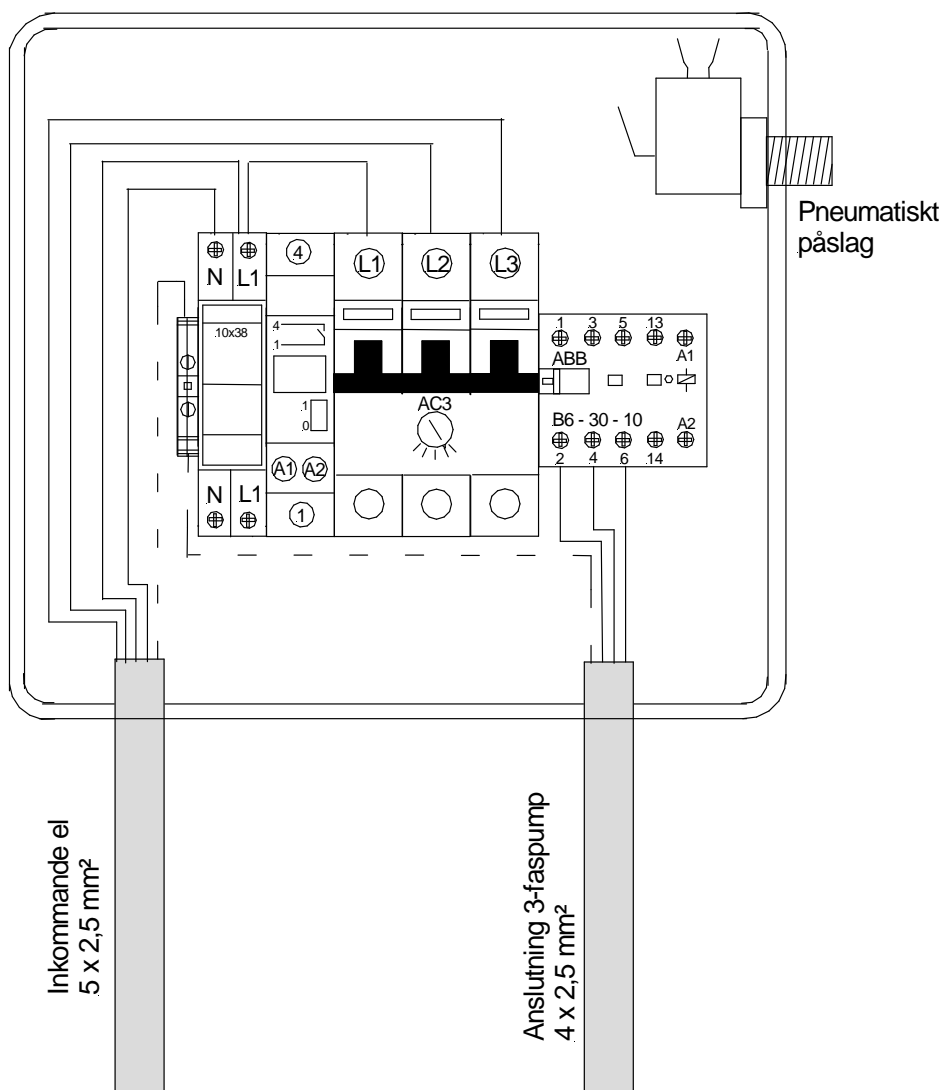 Pneumatiskt
påslag
N L1
4
L1 L2 L3
10x38
4
1
1
0
A1 A2
N L1
1
AC3
1 3 5 13
A1
ABB
B6 - 30 - 10
A2
2 4 6 14
Inkommande el
5 x 2,5 mm²
Anslutning 3-faspump
4 x 2,5 mm²